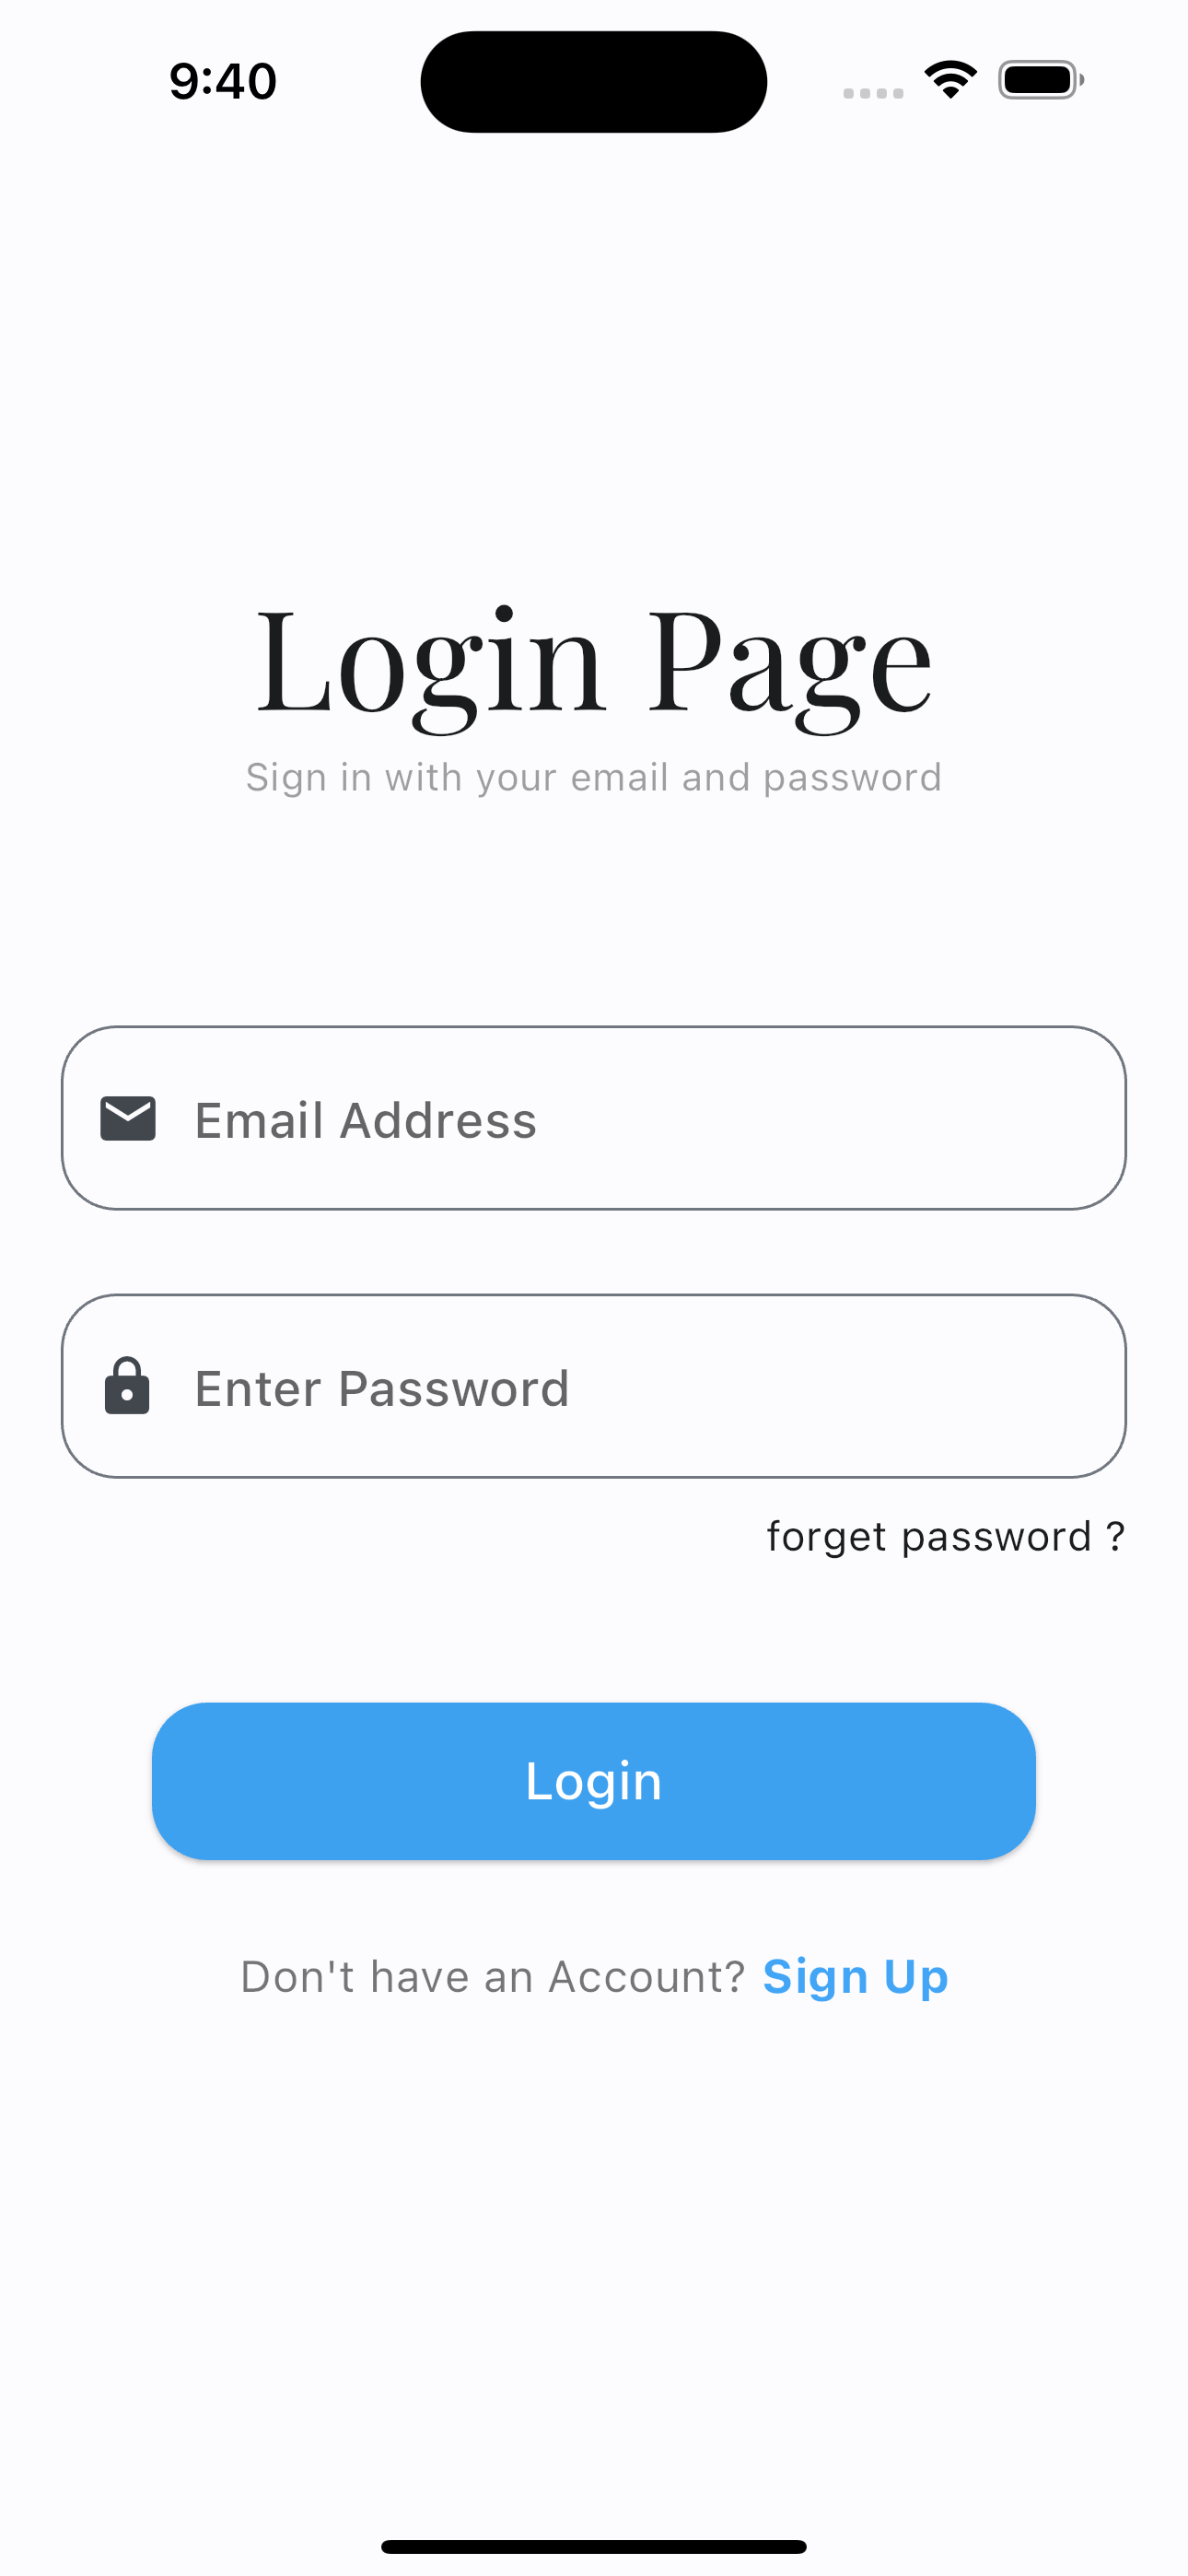 9:40
Login Page
Sign in with your email and password
Email Address
Enter Password
forget password ?
Login
Don't have an Account? Sign Up